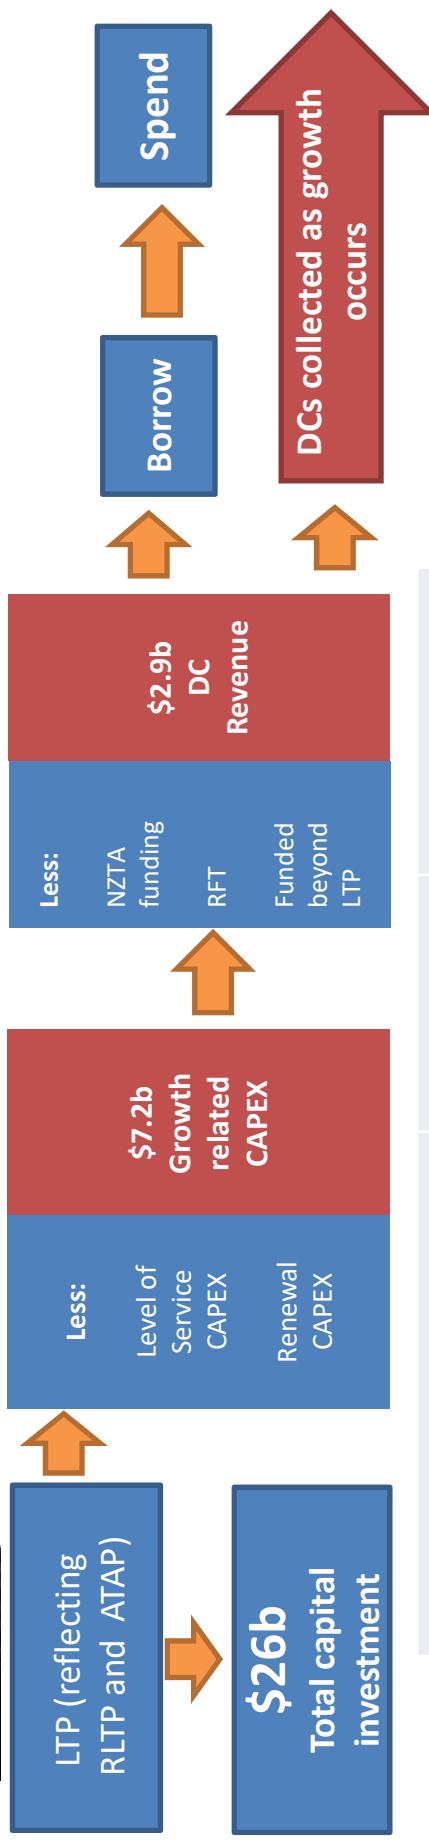 LTP (reflecting
RLTP and ATAP)
$26b
Total capital
investment
Less:
Level of
Service
CAPEX
Renewal
CAPEX
$7.2b
Growth
related
CAPEX
Less:
NZTA
funding
RFT
Funded
beyond
LTP
$2.9b
DC
Revenue
Borrow
Spend
DCs collected as growth
occurs